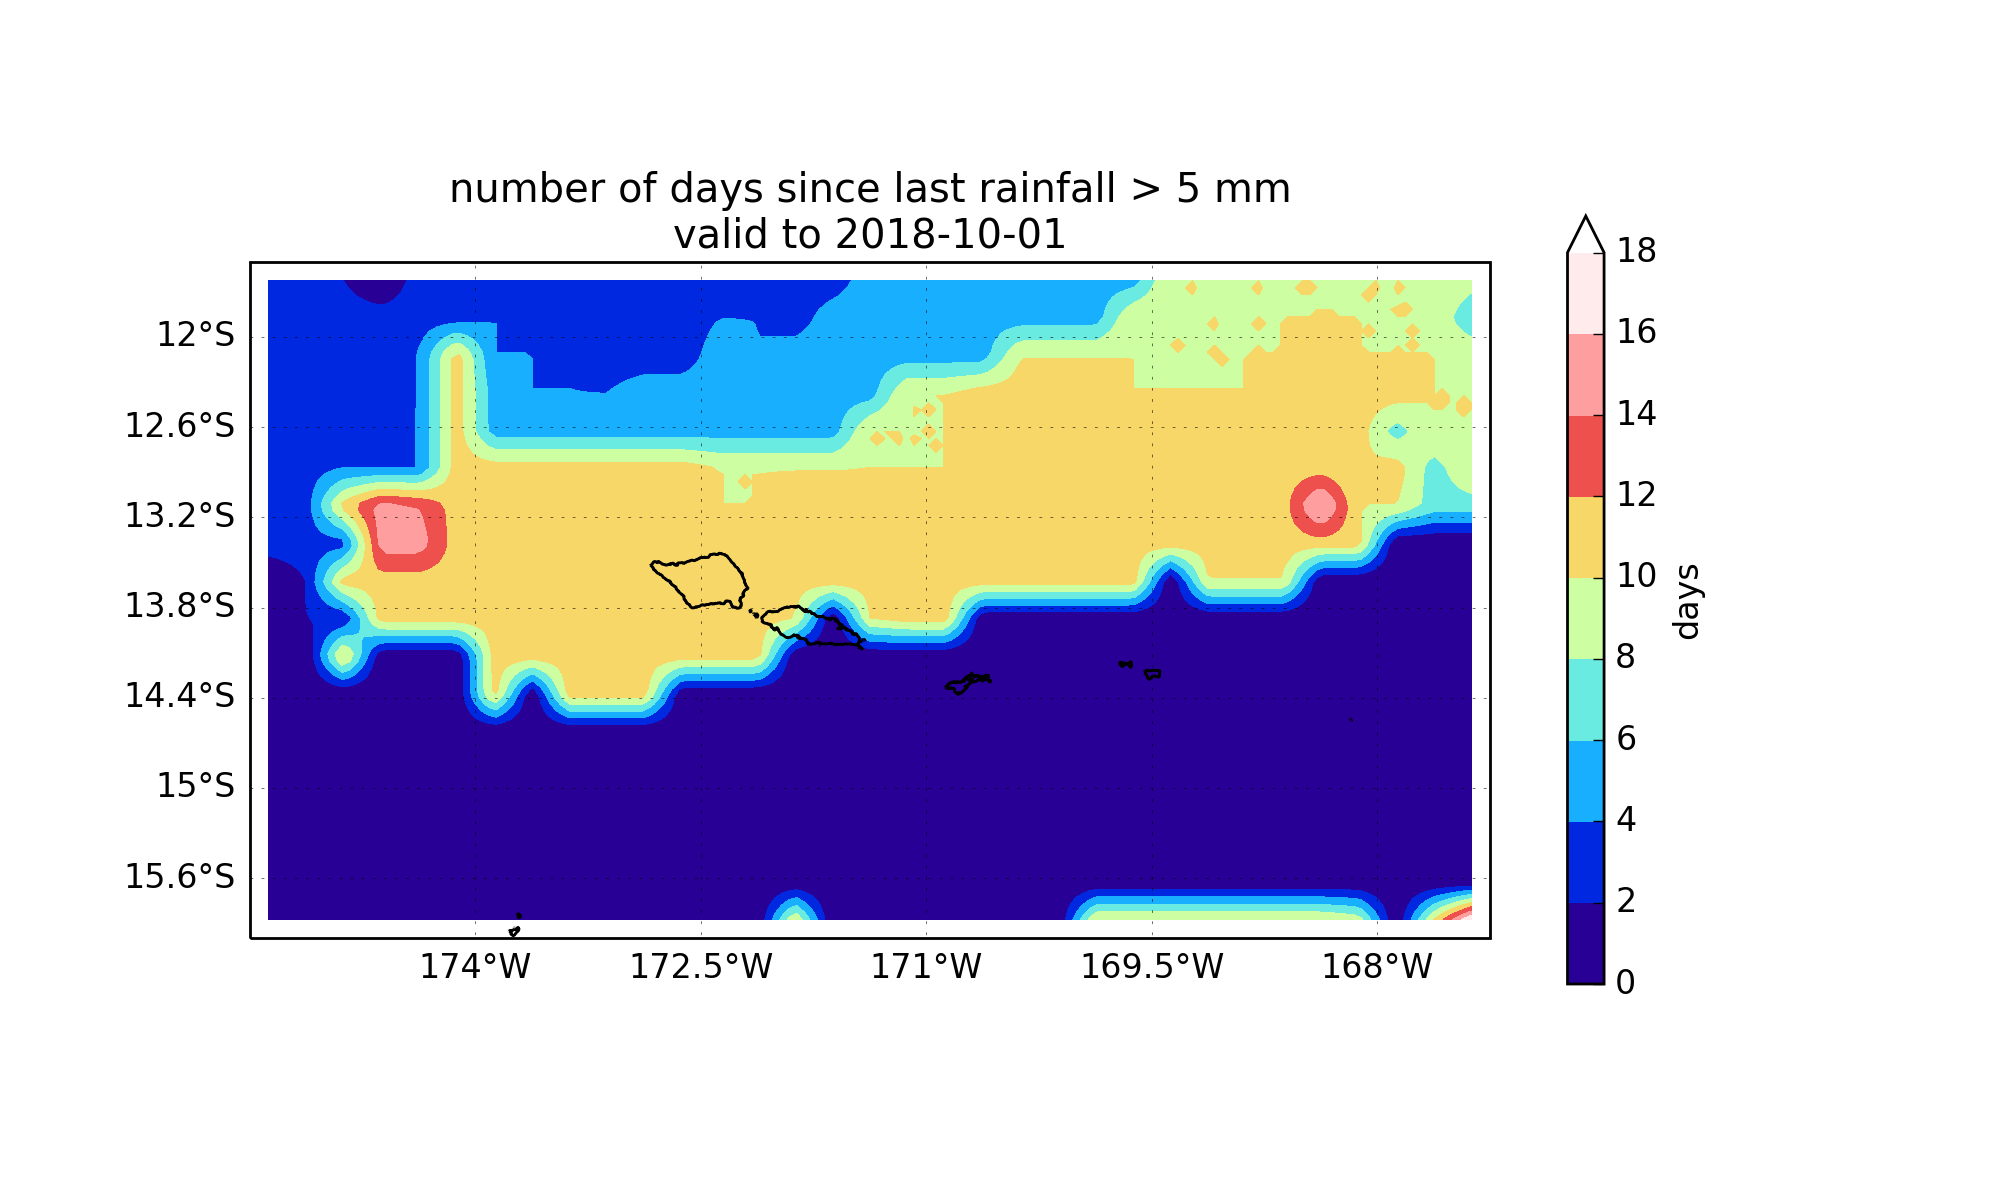 number of days since last rainfall > 5 mm
valid to 2018-10-01
12°S
12.6°S
13.2°S
13.8°S
14.4°S
15°S
15.6°S
174°W 172.5°W 171°W 169.5°W 168°W
18
16
14
12
10
8
6
4
2
0
days